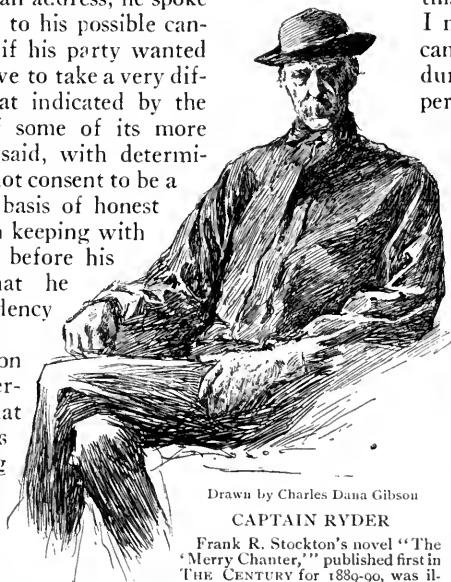 an address, he spoke
to his possible can-
if his party wanted
ve to take a very dif-
at indicated by the
f some of its more
said, with determi-
not consent to be a
basis of honest
n keeping with
before his
hat he
dency
on
er-
at
s
g
I n
can
dur
per
Drawn by Charles Dana Gibson
CAPTAIN RYDER
Frank R. Stockton's novel "The
'Merry Chanter,'" published first in
THE CENTURY for 1889-90, was il-